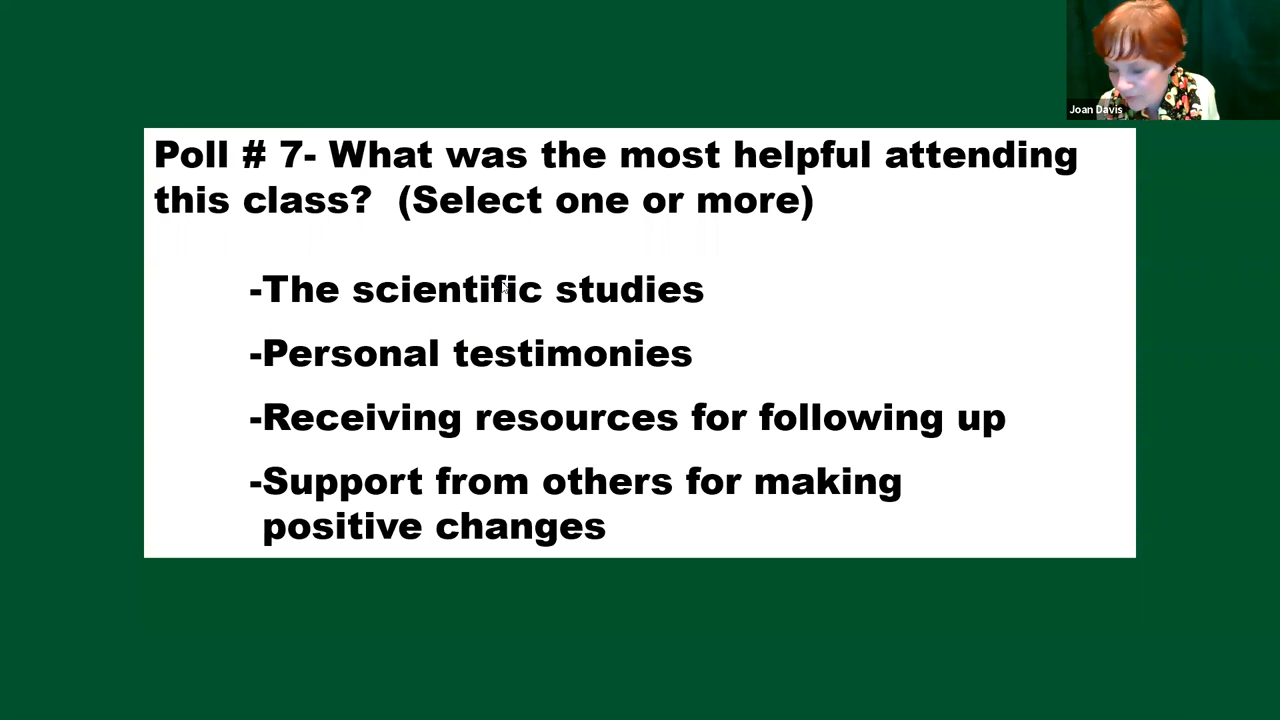 Joan Davis
Poll # 7- What was the most helpful attending
this class?  (Select one or more)
-The scientific studies
-Personal testimonies
-Receiving resources for following up
-Support from others for making
positive changes